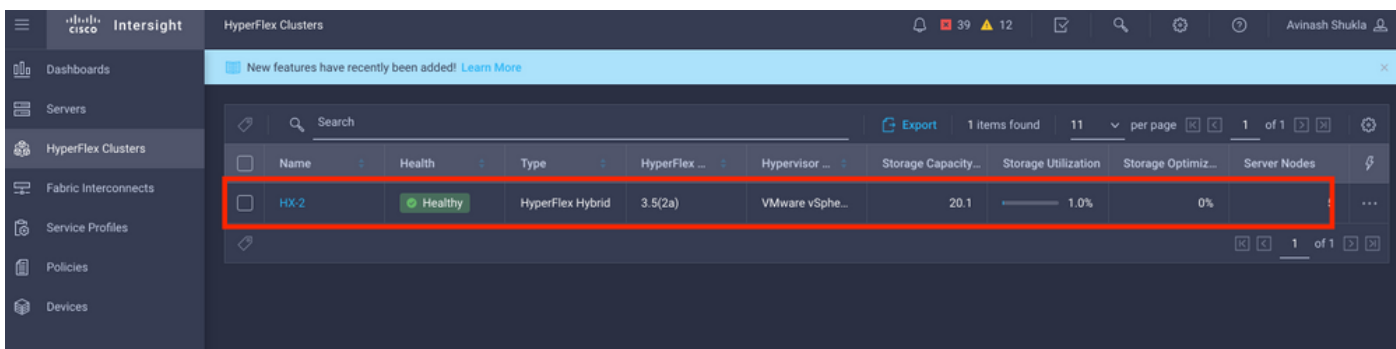 cisco Intersight
HyperFlex Clusters
39
12
Avinash Shukla
Dashboards
Servers
HyperFlex Clusters
Fabric Interconnects
Service Profiles
Policies
Devices
New features have recently been added! Learn More
Search
Export
1 items found
11 per page
1 of 1
Name Health Type HyperFlex ... Hypervisor ... Storage Capacity... Storage Utilization Storage Optimiz... Server Nodes
HX-2 Healthy HyperFlex Hybrid 3.5(2a) VMware vSphe... 20.1 1.0% 0%
1 of 1